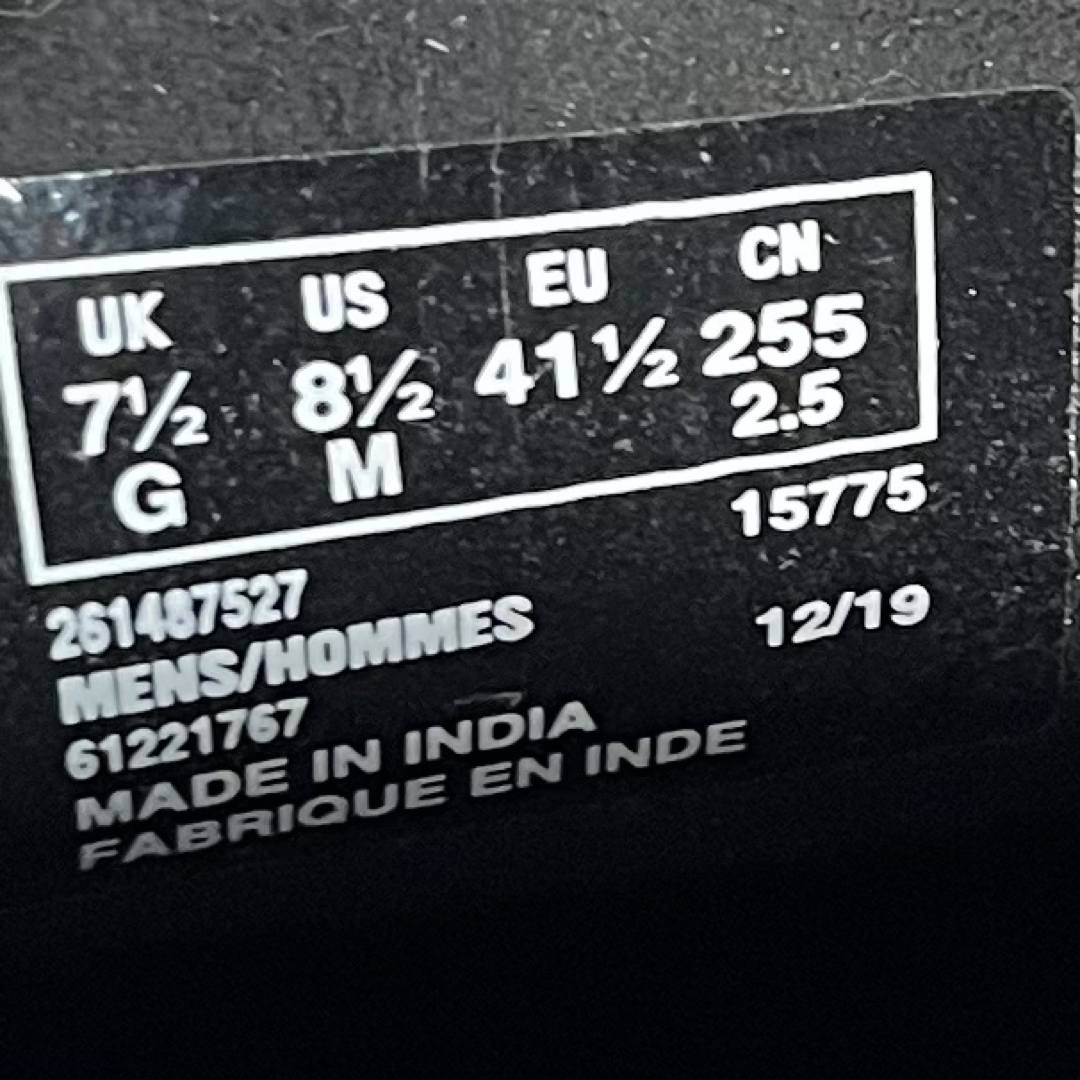 UK US EU CN
7½ 8½ 41½ 255
G M 2.5
15775
261487527
MENS/HOMMES 12/19
61221767
MADE IN INDIA
FABRIQUE EN INDE